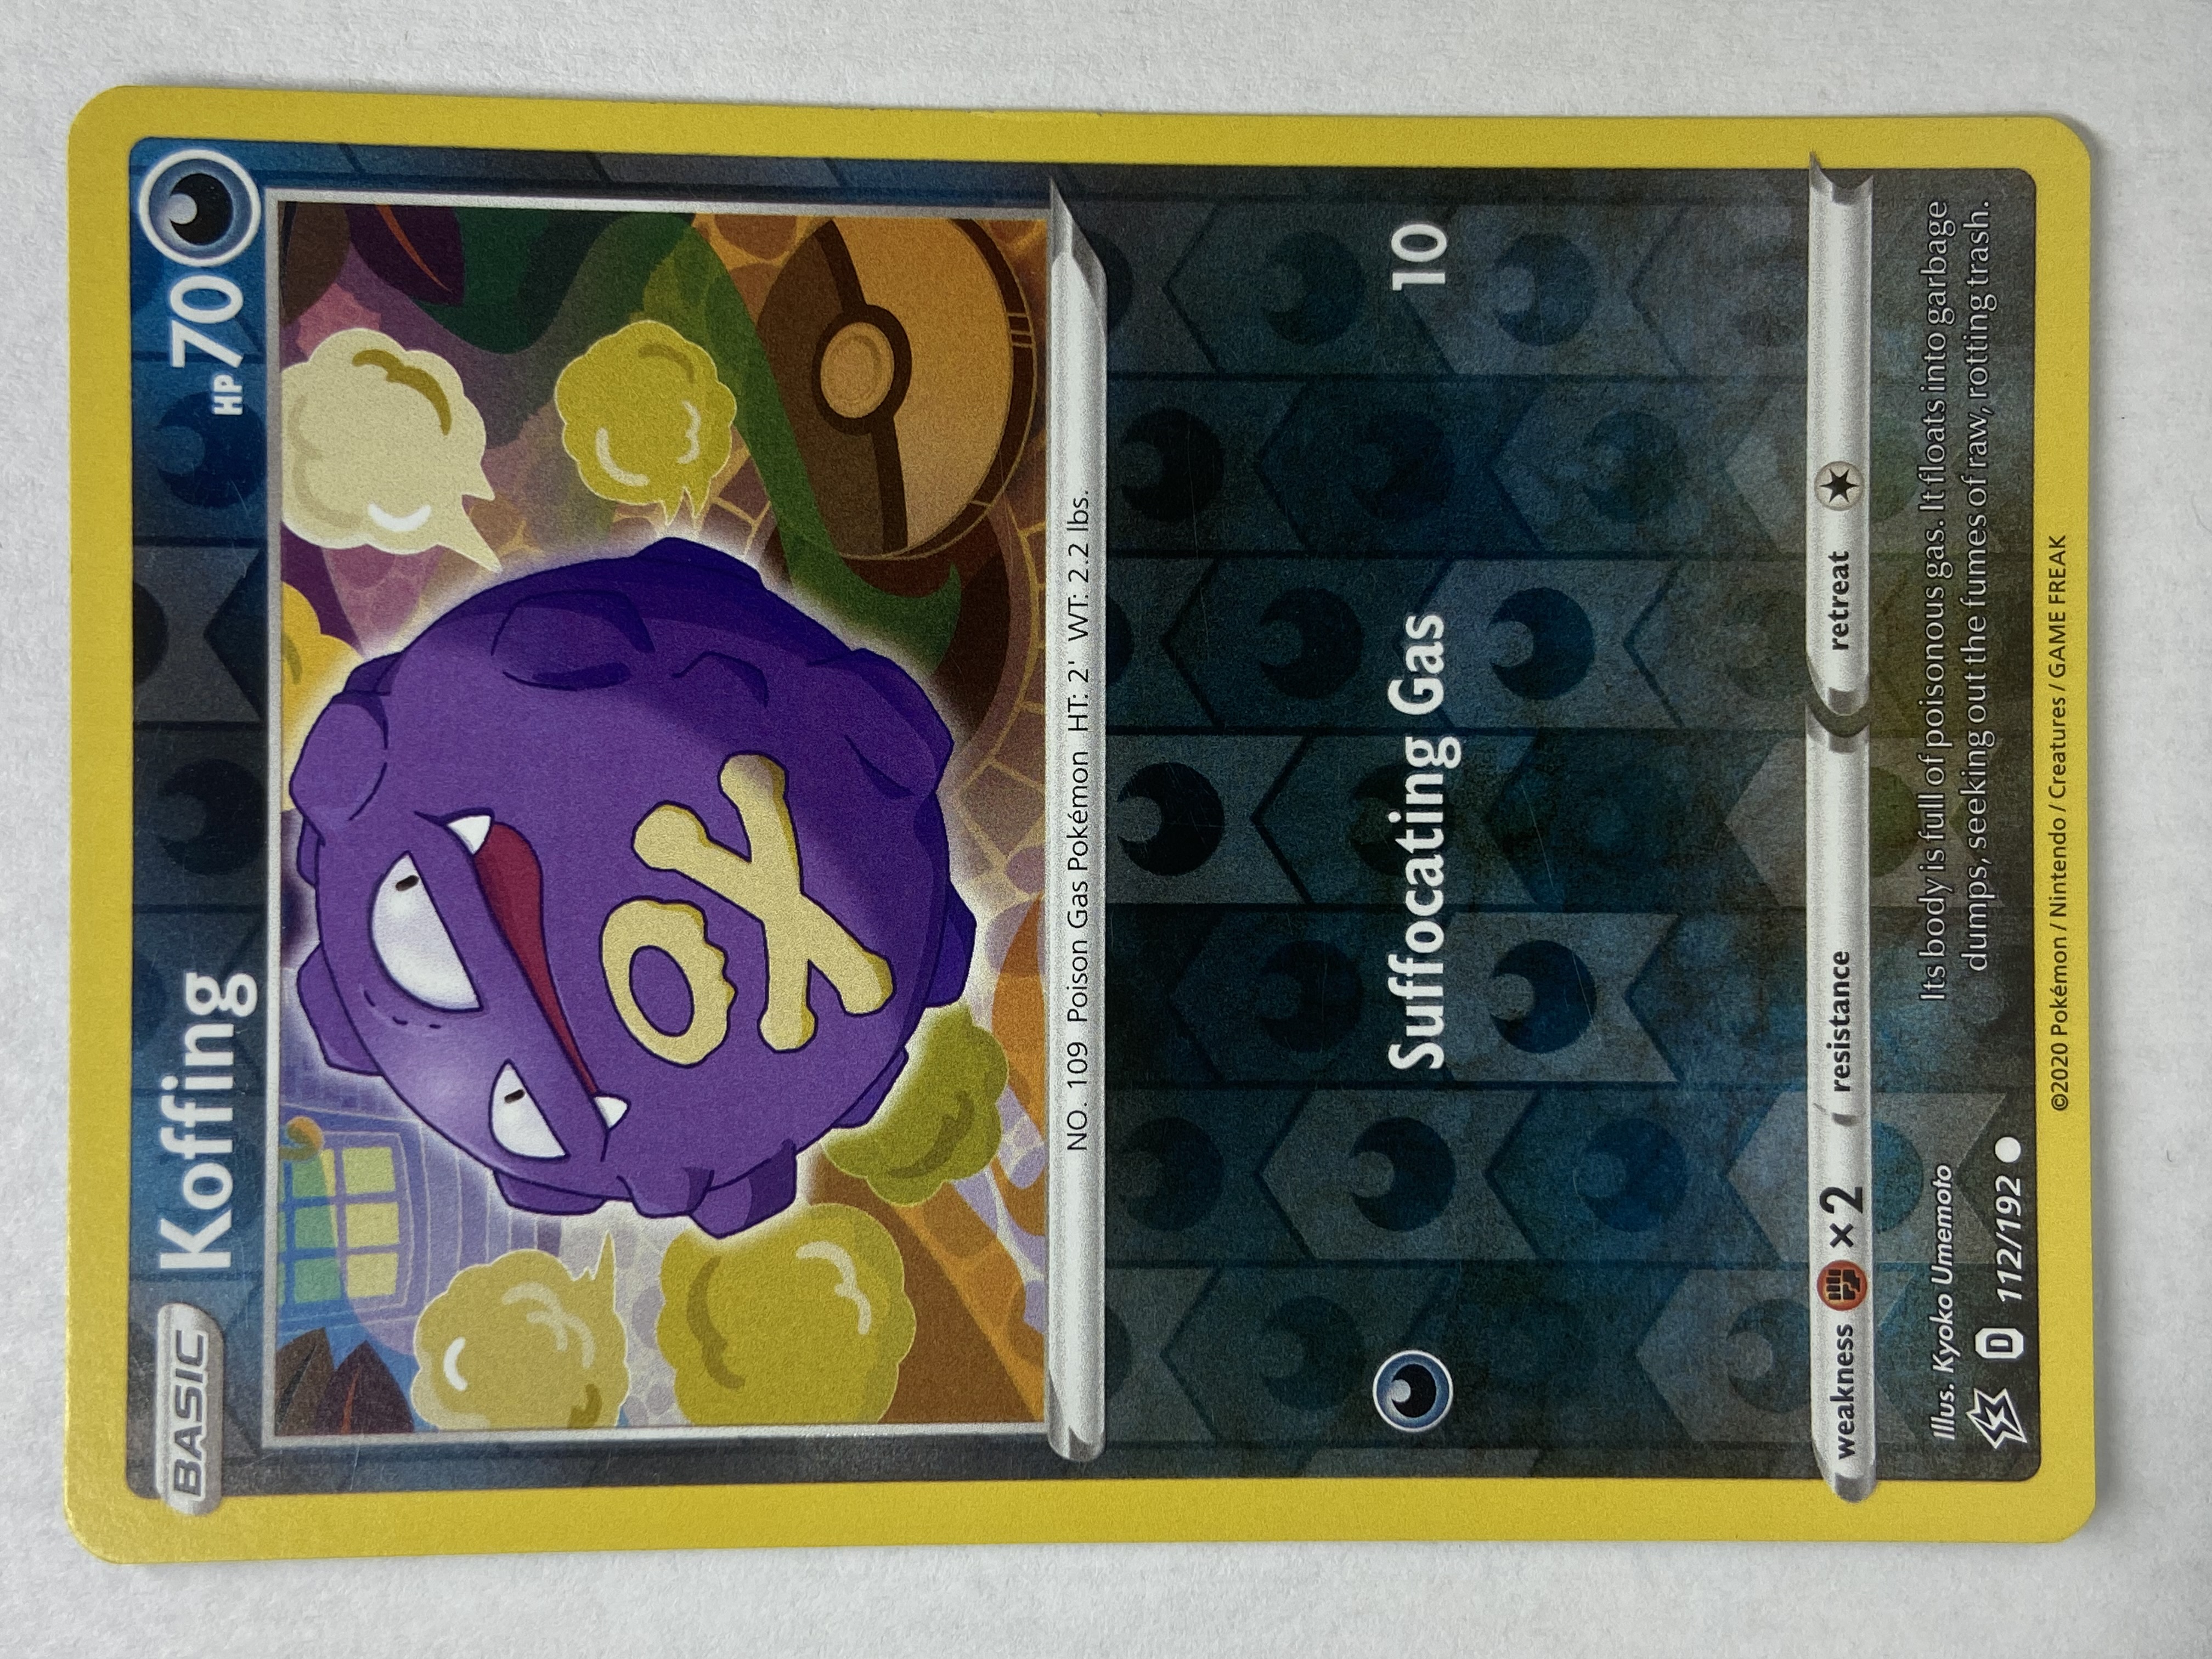 BASIC Koffing HP 70
NO. 109 Poison Gas Pokémon HT: 2' WT: 2.2 lbs.
Suffocating Gas 10
weakness ×2 resistance retreat
Illus. Kyoko Umemoto
Its body is full of poisonous gas. It floats into garbage
dumps, seeking out the fumes of raw, rotting trash.
D 112/192
©2020 Pokémon / Nintendo / Creatures / GAME FREAK